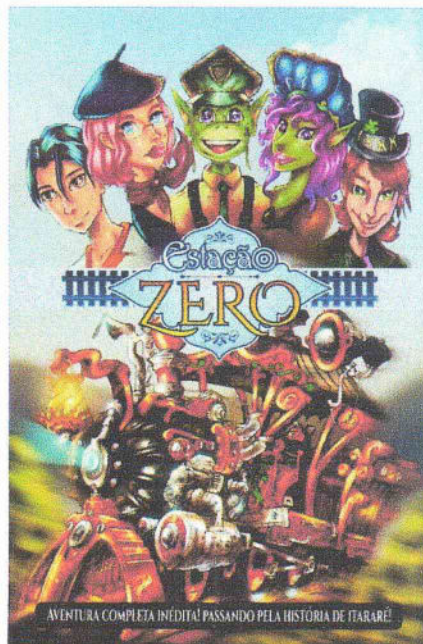 Estação
ZERO
AVENTURA COMPLETA INÉDITA! PASSANDO PELA HISTÓRIA DE ITARARÉ!